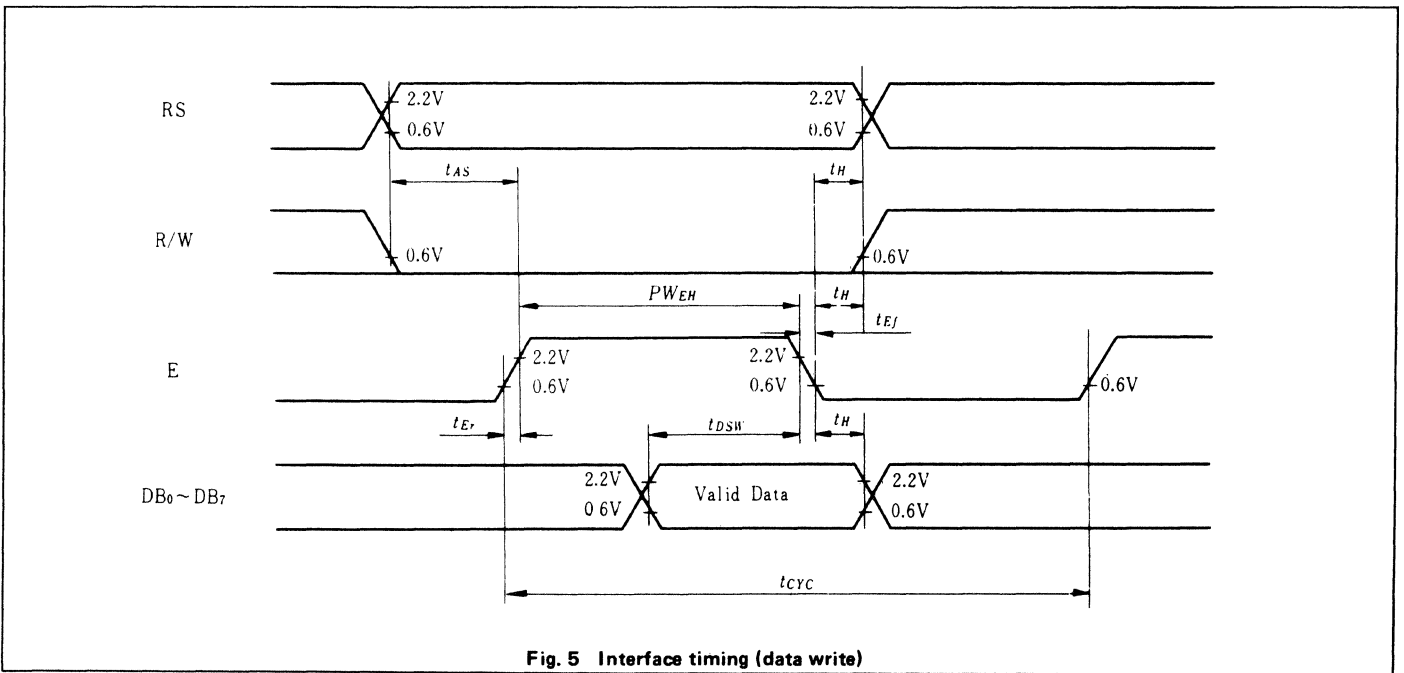 RS
2.2V
0.6V
2.2V
0.6V
tAS
tH
R/W
0.6V
0.6V
PWEH
tH
tEf
E
2.2V
0.6V
2.2V
0.6V
0.6V
tEr
tDSW
tH
DB0~DB7
2.2V
0 6V
Valid Data
2.2V
0.6V
tCYC
Fig. 5 Interface timing (data write)